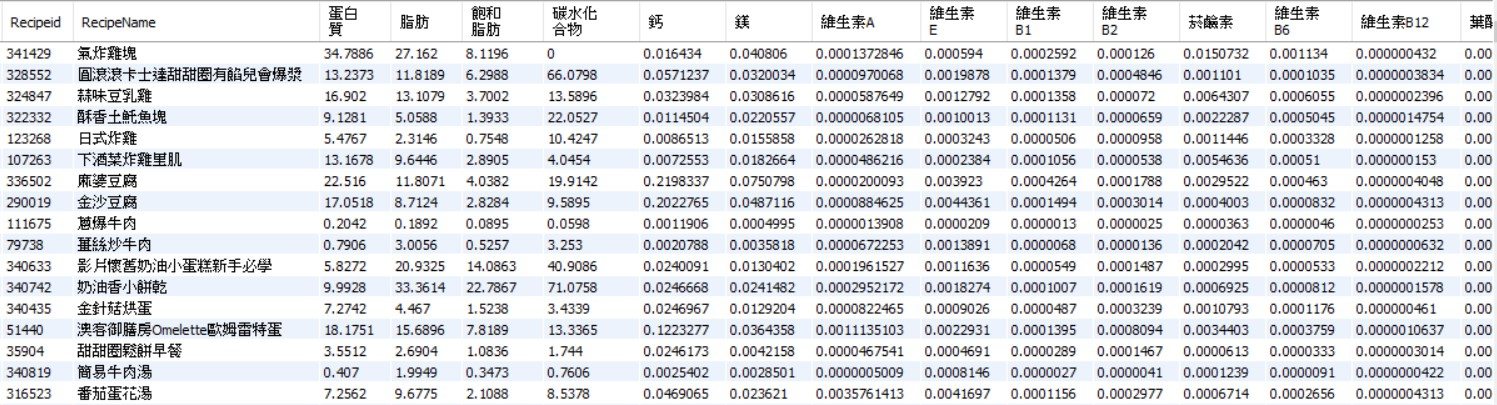 Recipeid RecipeName 蛋白質 脂肪 飽和脂肪 碳水化合物 鈣 鎂 維生素A 維生素E 維生素B1 維生素B2 菸鹼素 維生素B6 維生素B12
341429 氣炸雞塊 34.7886 27.162 8.1196 0 0.016434 0.040806 0.0001372846 0.000594 0.0002592 0.000126 0.0150732 0.001134 0.000000432 0.00
328552 圓滾滾卡士達甜甜圈有餡兒會爆漿 13.2373 11.8189 6.2988 66.0798 0.0571237 0.0320034 0.0000970068 0.0019878 0.0001379 0.0004846 0.001101 0.0001035 0.0000003834 0.00
324847 蒜味豆乳雞 16.902 13.1079 3.7002 13.5896 0.0323984 0.0308616 0.0000587649 0.0012792 0.0001358 0.000072 0.0064307 0.0006055 0.0000002396 0.00
322332 酥香土魠魚塊 9.1281 5.0588 1.3933 22.0527 0.0114504 0.0220557 0.0000068105 0.0010013 0.0001131 0.0000659 0.0022287 0.0005045 0.0000014754 0.00
123268 日式炸雞 5.4767 2.3146 0.7548 10.4247 0.0086513 0.0155858 0.0000262818 0.0003243 0.0000506 0.0000958 0.0011446 0.0003328 0.0000001258 0.00
107263 下酒菜炸雞里肌 13.1678 9.6446 2.8905 4.0454 0.0072553 0.0182664 0.0000486216 0.0002384 0.0001056 0.0000538 0.0054636 0.00051 0.000000153 0.00
336502 麻婆豆腐 22.516 11.8071 4.0382 19.9142 0.2198337 0.0750798 0.0000200093 0.003923 0.0004264 0.0001788 0.0029522 0.000463 0.0000004048 0.00
290019 金沙豆腐 17.0518 8.7124 2.8284 9.5895 0.2022765 0.0487116 0.0000884625 0.0044361 0.0001494 0.0003014 0.0004003 0.0000832 0.0000004313 0.00
111675 蔥爆牛肉 0.2042 0.1892 0.0895 0.0598 0.0011906 0.0004995 0.0000013908 0.0000209 0.0000013 0.000025 0.0000363 0.0000046 0.0000000253 0.00
79738 薑絲炒牛肉 0.7906 3.0056 0.5257 3.253 0.0020788 0.0035818 0.0000672253 0.0013891 0.0000068 0.0000136 0.0002042 0.0000705 0.0000000632 0.00
340633 影片懷舊奶油小蛋糕新手必學 5.8272 20.9325 14.0863 40.9086 0.0240091 0.0130402 0.0001961527 0.0011636 0.0000549 0.0001487 0.0002995 0.0000533 0.0000002212 0.00
340742 奶油香小餅乾 9.9928 33.3614 22.7867 71.0758 0.0246668 0.0241482 0.0002952172 0.0018274 0.0001007 0.0001619 0.0006925 0.0000812 0.0000001578 0.00
340435 金針菇烘蛋 7.2742 4.467 1.5238 3.4339 0.0246967 0.0129204 0.0000822465 0.0009026 0.0000487 0.0003239 0.0010793 0.0001176 0.000000461 0.00
51440 澳客御膳房Omelette歐姆雷特蛋 18.1751 15.6896 7.8189 13.3365 0.1223277 0.0364358 0.0011135103 0.0022931 0.0001395 0.0008094 0.0034403 0.0003759 0.0000010637 0.00
35904 甜甜圈鬆餅早餐 3.5512 2.6904 1.0836 1.744 0.0246173 0.0042158 0.0000467541 0.0004691 0.0000289 0.0001467 0.0000613 0.0000333 0.0000003014 0.00
340819 簡易牛肉湯 0.407 1.9949 0.3473 0.7606 0.0025402 0.0028501 0.0000005009 0.0008146 0.0000027 0.0000041 0.0001239 0.0000091 0.0000000422 0.00
316523 番茄蛋花湯 7.2562 9.6775 2.1088 8.5378 0.0469065 0.023621 0.0035761413 0.0041697 0.0001156 0.0002977 0.0006714 0.0002656 0.0000004313 0.00